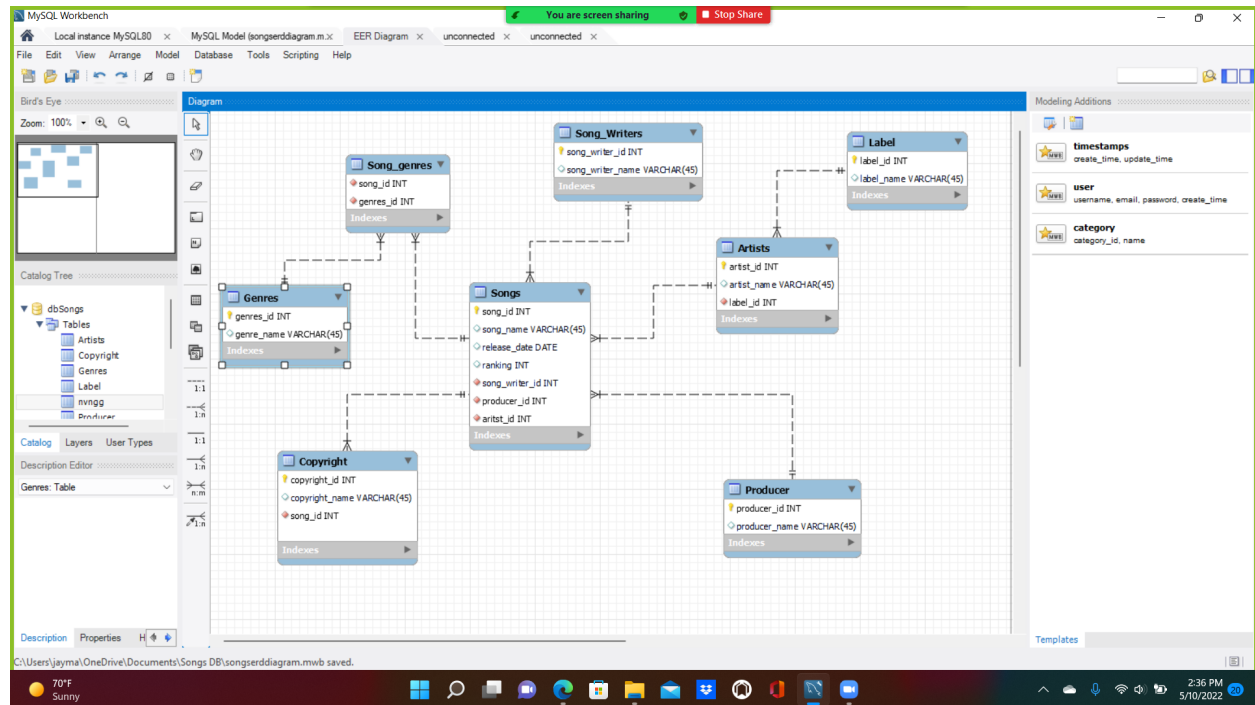 MySQL Workbench
You are screen sharing
Stop Share
Local instance MySQL80
MySQL Model (songserddiagram.m.
EER Diagram
unconnected
unconnected
File Edit View Arrange Model Database Tools Scripting Help
Bird's Eye
Zoom: 100%
Diagram
Modeling Additions
timestamps
create_time, update_time
user
username, email, password, create_time
category
category_id, name
Song_genres
song_id INT
genres_id INT
Indexes
Song_Writers
song_writer_id INT
song_writer_name VARCHAR(45)
Indexes
Label
label_id INT
label_name VARCHAR(45)
Indexes
Artists
artist_id INT
artist_name VARCHAR(45)
label_id INT
Indexes
Catalog Tree
dbSongs
Tables
Artists
Copyright
Genres
Label
nvngg
Producer
Genres
genres_id INT
genre_name VARCHAR(45)
Indexes
Songs
song_id INT
song_name VARCHAR(45)
release_date DATE
ranking INT
song_writer_id INT
producer_id INT
aritst_id INT
Indexes
1:1
1:n
1:1
1:n
n:m
1:n
Catalog Layers User Types
Description Editor
Genres: Table
Copyright
copyright_id INT
copyright_name VARCHAR(45)
song_id INT
Indexes
Producer
producer_id INT
producer_name VARCHAR(45)
Indexes
Description Properties H
Templates
C:\Users\jayma\OneDrive\Documents\Songs DB\songserddiagram.mwb saved.
70°F
Sunny
2:36 PM
5/10/2022
20